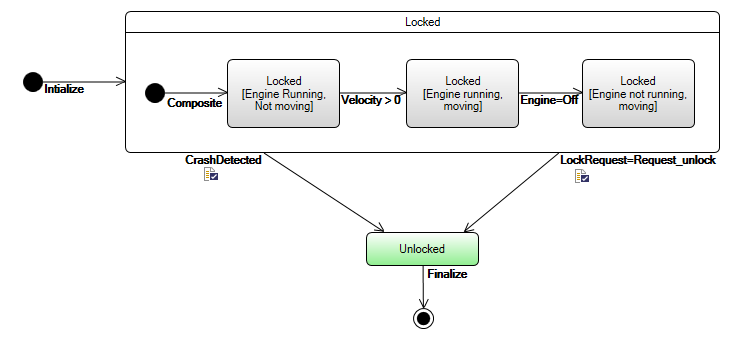 Locked
Intialize
Composite
Locked
[Engine Running,
Not moving]
Velocity > 0
Locked
[Engine running,
moving]
Engine=Off
Locked
[Engine not running,
moving]
CrashDetected
LockRequest=Request_unlock
Unlocked
Finalize